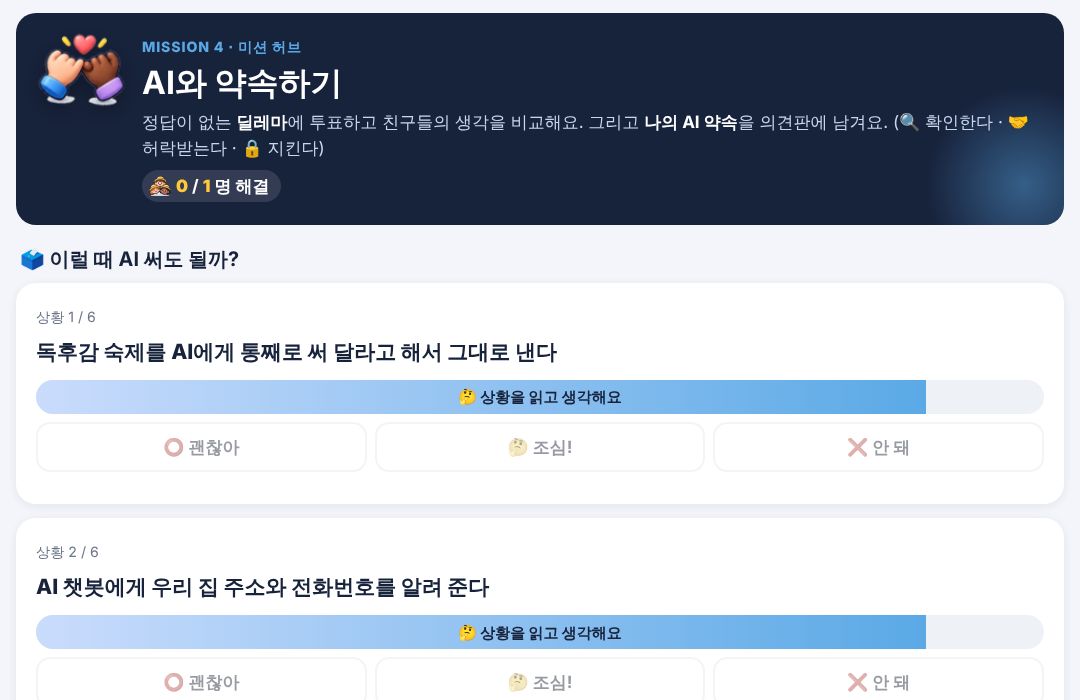 MISSION 4 · 미션 허브
AI와 약속하기
정답이 없는 딜레마에 투표하고 친구들의 생각을 비교해요. 그리고 나의 AI 약속을 의견판에 남겨요. (🔍 확인한다 · 🤝
허락받는다 · 🔒 지킨다)
🕵️ 0 / 1 명 해결
🗳️ 이럴 때 AI 써도 될까?
상황 1 / 6
독후감 숙제를 AI에게 통째로 써 달라고 해서 그대로 낸다
🤔 상황을 읽고 생각해요
⭕ 괜찮아
🤔 조심!
❌ 안 돼
상황 2 / 6
AI 챗봇에게 우리 집 주소와 전화번호를 알려 준다
🤔 상황을 읽고 생각해요
⭕ 괜찮아
🤔 조심!
❌ 안 돼